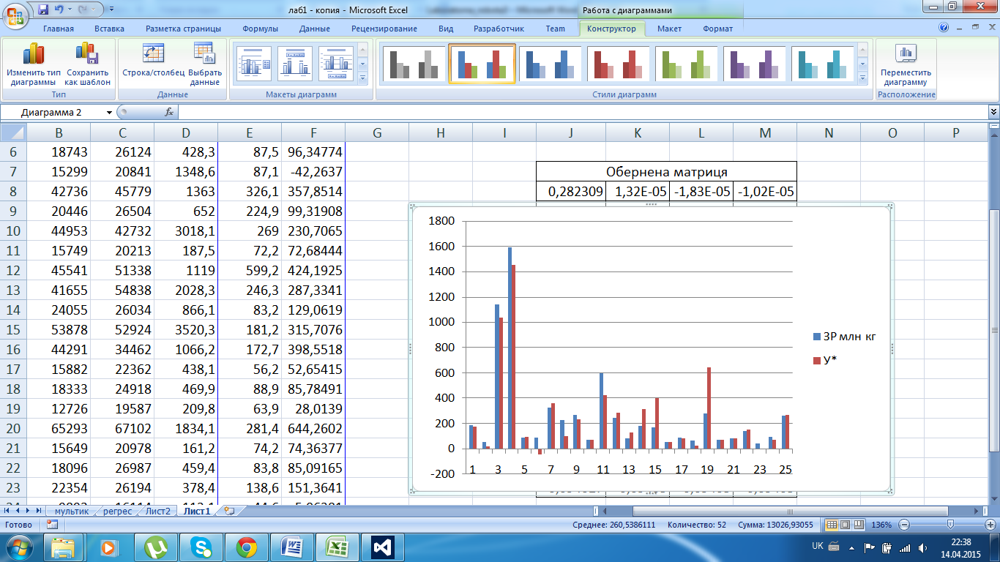 лаб1 - копия - Microsoft Excel
Работа с диаграммами
Главная Вставка Разметка страницы Формулы Данные Рецензирование Вид Разработчик Team Конструктор Макет Формат
Изменить тип диаграммы
Сохранить как шаблон
Строка/столбец
Выбрать данные
Переместить диаграмму
Тип Данные Макеты диаграмм Стили диаграмм Расположение
Диаграмма 2 fx
B C D E F G H I J K L M N O P
6 18743 26124 428,3 87,5 96,34774
7 15299 20841 1348,6 87,1 -42,2637 Обернена матриця
8 42736 45779 1363 326,1 357,8514 0,282309 1,32E-05 -1,83E-05 -1,02E-05
9 20446 26504 652 224,9 99,31908
10 44953 42732 3018,1 269 230,7065
11 15749 20213 187,5 72,2 72,68444
12 45541 51338 1119 599,2 424,1925
13 41655 54838 2028,3 246,3 287,3341
14 24055 26034 866,1 83,2 129,0619
15 53878 52924 3520,3 181,2 315,7076
16 44291 34462 1066,2 172,7 398,5518
17 15882 22362 438,1 56,2 52,65415
18 18333 24918 469,9 88,9 85,78491
19 12726 19587 209,8 63,9 28,0139
20 65293 67102 1834,1 281,4 644,2602
21 15649 20978 161,2 74,2 74,36377
22 18096 26987 459,4 83,8 85,09165
23 22354 26194 378,4 138,6 151,3641
1800
1600
1400
1200
1000
800
600
400
200
0
-200
1 3 5 7 9 11 13 15 17 19 21 23 25
ЗР млн кг
У*
мультик регрес Лист2 Лист1
Готово Среднее: 260,5386111 Количество: 52 Сумма: 13026,93055 136%
UK 22:38
14.04.2015